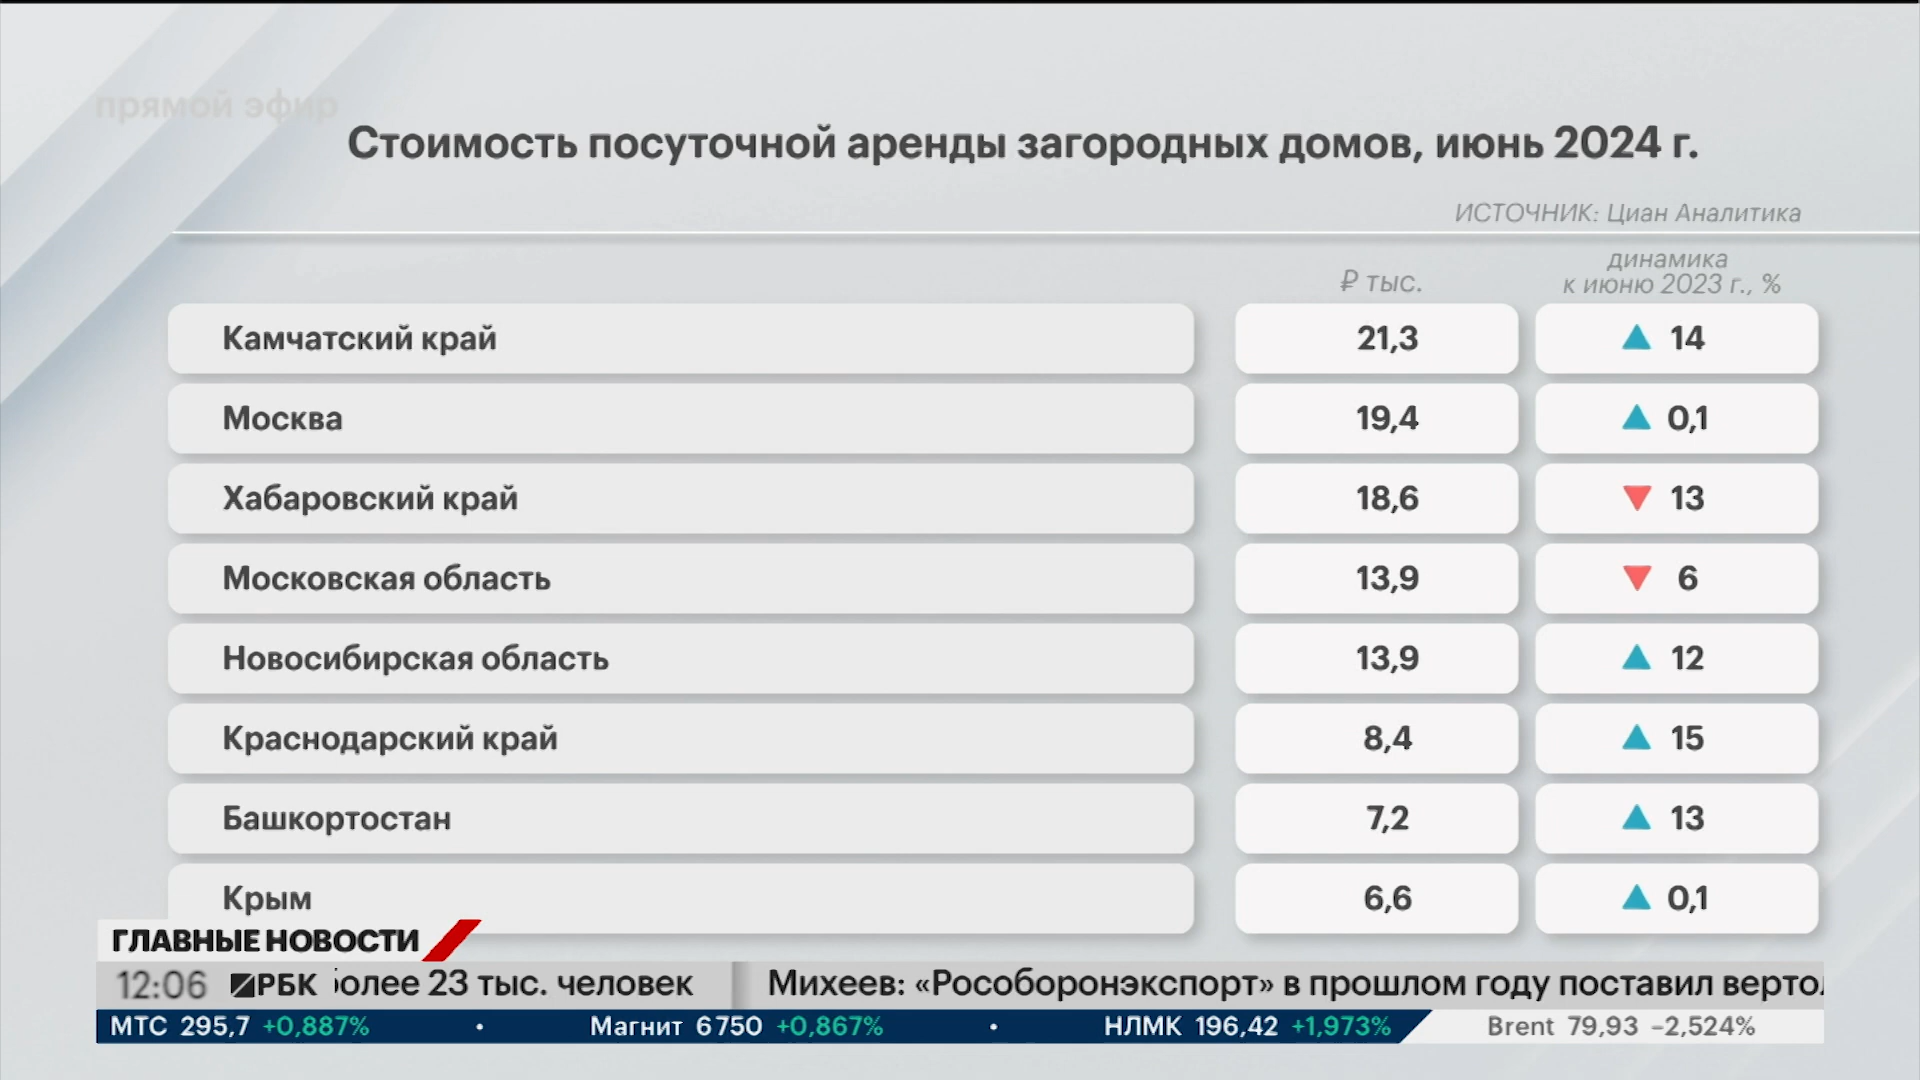 прямой эфир
Стоимость посуточной аренды загородных домов, июнь 2024 г.
ИСТОЧНИК: Циан Аналитика
₽ тыс.
динамика
к июню 2023 г., %
Камчатский край 21,3 ▲ 14
Москва 19,4 ▲ 0,1
Хабаровский край 18,6 ▼ 13
Московская область 13,9 ▼ 6
Новосибирская область 13,9 ▲ 12
Краснодарский край 8,4 ▲ 15
Башкортостан 7,2 ▲ 13
Крым 6,6 ▲ 0,1
ГЛАВНЫЕ НОВОСТИ
12:06 РБК более 23 тыс. человек Михеев: «Рособоронэкспорт» в прошлом году поставил
МТС 295,7 +0,887% • Магнит 6750 +0,867% • НЛМК 196,42 +1,973% Brent 79,93 −2,524%